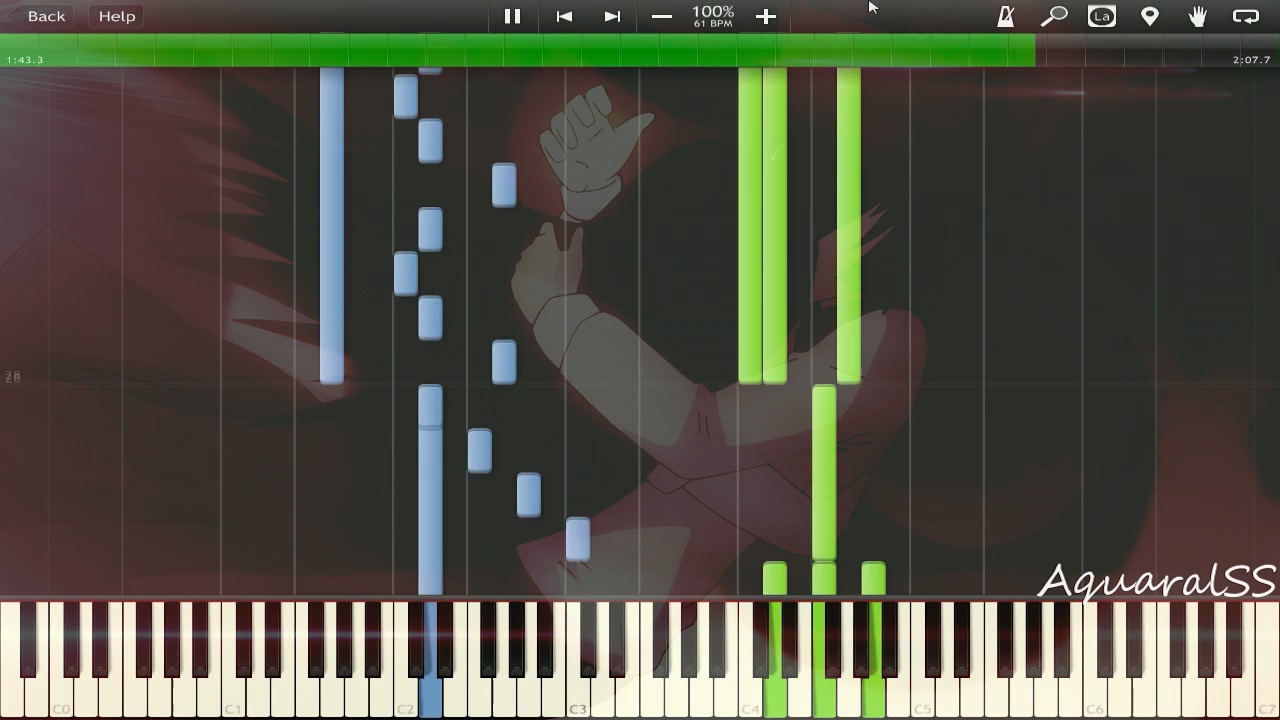 Back Help 100% La
61 BPM
1:43.3 2:07.7
28
AquaralSS
C0 C1 C2 C3 C4 C5 C6 C7